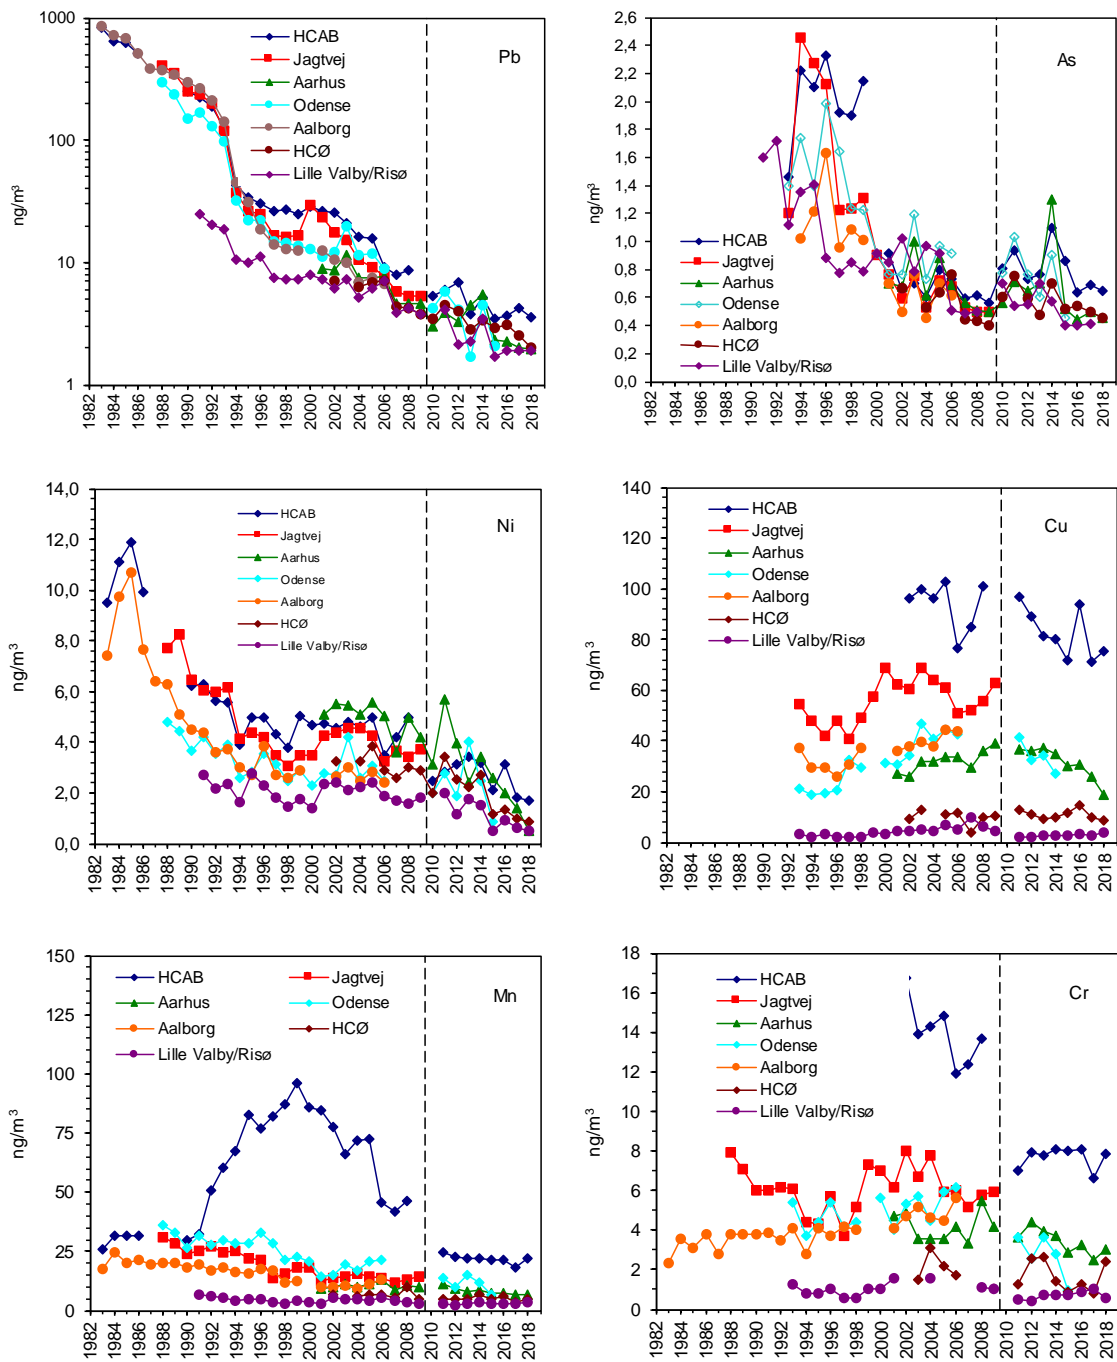 1000
100
10
1
ng/m³
HCAB
Jagtvej
Aarhus
Odense
Aalborg
HCØ
Lille Valby/Risø
Pb
1982 1984 1986 1988 1990 1992 1994 1996 1998 2000 2002 2004 2006 2008 2010 2012 2014 2016 2018
2,6
2,4
2,2
2,0
1,8
1,6
1,4
1,2
1,0
0,8
0,6
0,4
0,2
0,0
ng/m³
As
HCAB
Jagtvej
Aarhus
Odense
Aalborg
HCØ
Lille Valby/Risø
1982 1984 1986 1988 1990 1992 1994 1996 1998 2000 2002 2004 2006 2008 2010 2012 2014 2016 2018
14,0
12,0
10,0
8,0
6,0
4,0
2,0
0,0
ng/m³
HCAB
Jagtvej
Aarhus
Odense
Aalborg
HCØ
Lille Valby/Risø
Ni
1982 1984 1986 1988 1990 1992 1994 1996 1998 2000 2002 2004 2006 2008 2010 2012 2014 2016 2018
140
120
100
80
60
40
20
0
ng/m³
HCAB
Jagtvej
Aarhus
Odense
Aalborg
HCØ
Lille Valby/Risø
Cu
1982 1984 1986 1988 1990 1992 1994 1996 1998 2000 2002 2004 2006 2008 2010 2012 2014 2016 2018
150
125
100
75
50
25
0
ng/m³
HCAB Jagtvej
Aarhus Odense
Aalborg HCØ
Lille Valby/Risø
Mn
1982 1984 1986 1988 1990 1992 1994 1996 1998 2000 2002 2004 2006 2008 2010 2012 2014 2016 2018
18
16
14
12
10
8
6
4
2
0
ng/m³
HCAB
Jagtvej
Aarhus
Odense
Aalborg
HCØ
Lille Valby/Risø
Cr
1982 1984 1986 1988 1990 1992 1994 1996 1998 2000 2002 2004 2006 2008 2010 2012 2014 2016 2018